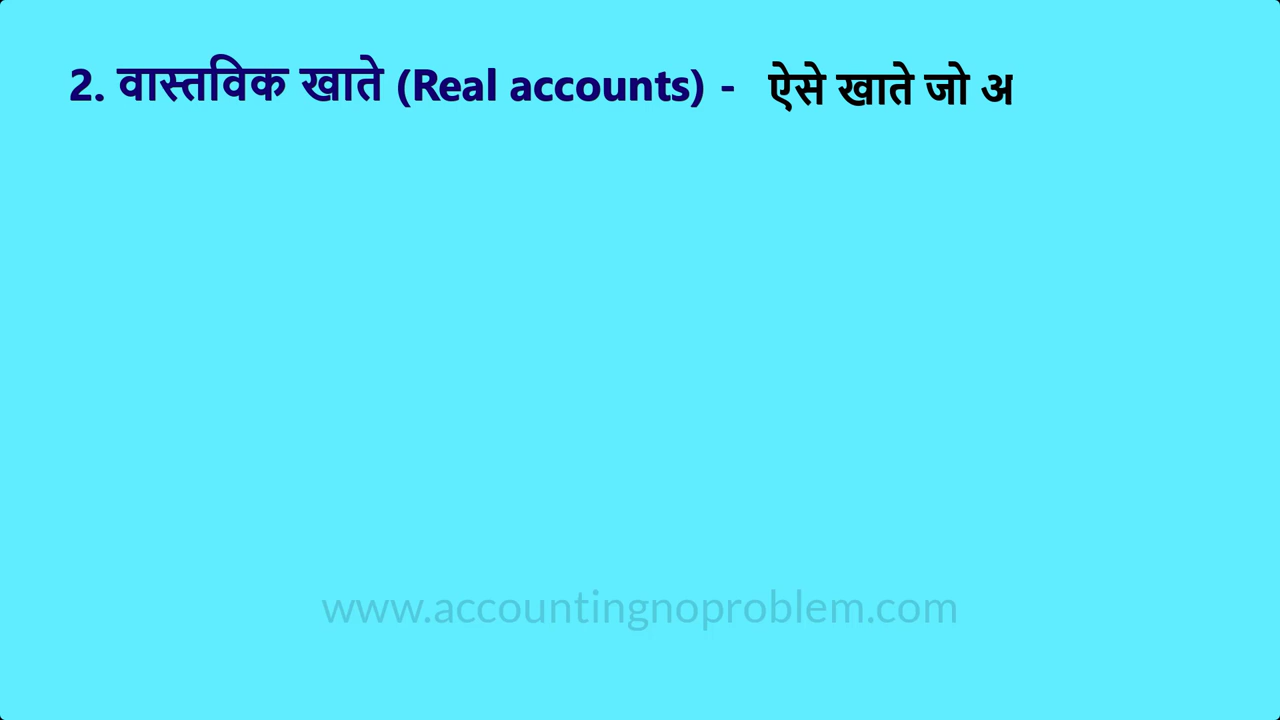 2. वास्तविक खाते (Real accounts) - ऐसे खाते जो अ
www.accountingnoproblem.com